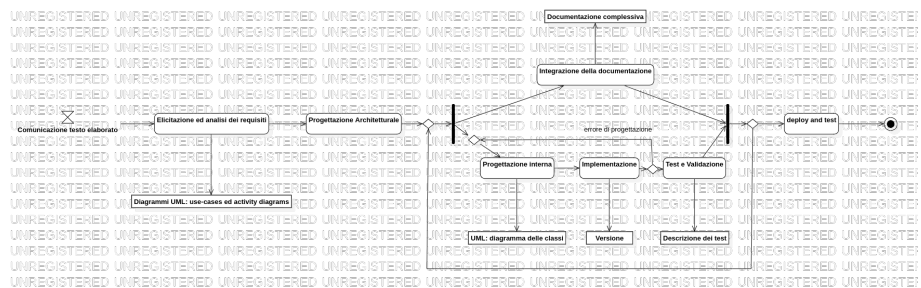 Documentazione complessiva
Integrazione della documentazione
Comunicazione testo elaborato
Elicitazione ed analisi dei requisiti
Progettazione Architetturale
errore di progettazione
deploy and test
Progettazione interna
Implementazione
Test e Validazione
Diagrammi UML: use-cases ed activity diagrams
UML: diagramma delle classi
Versione
Descrizione dei test
UNREGISTERED